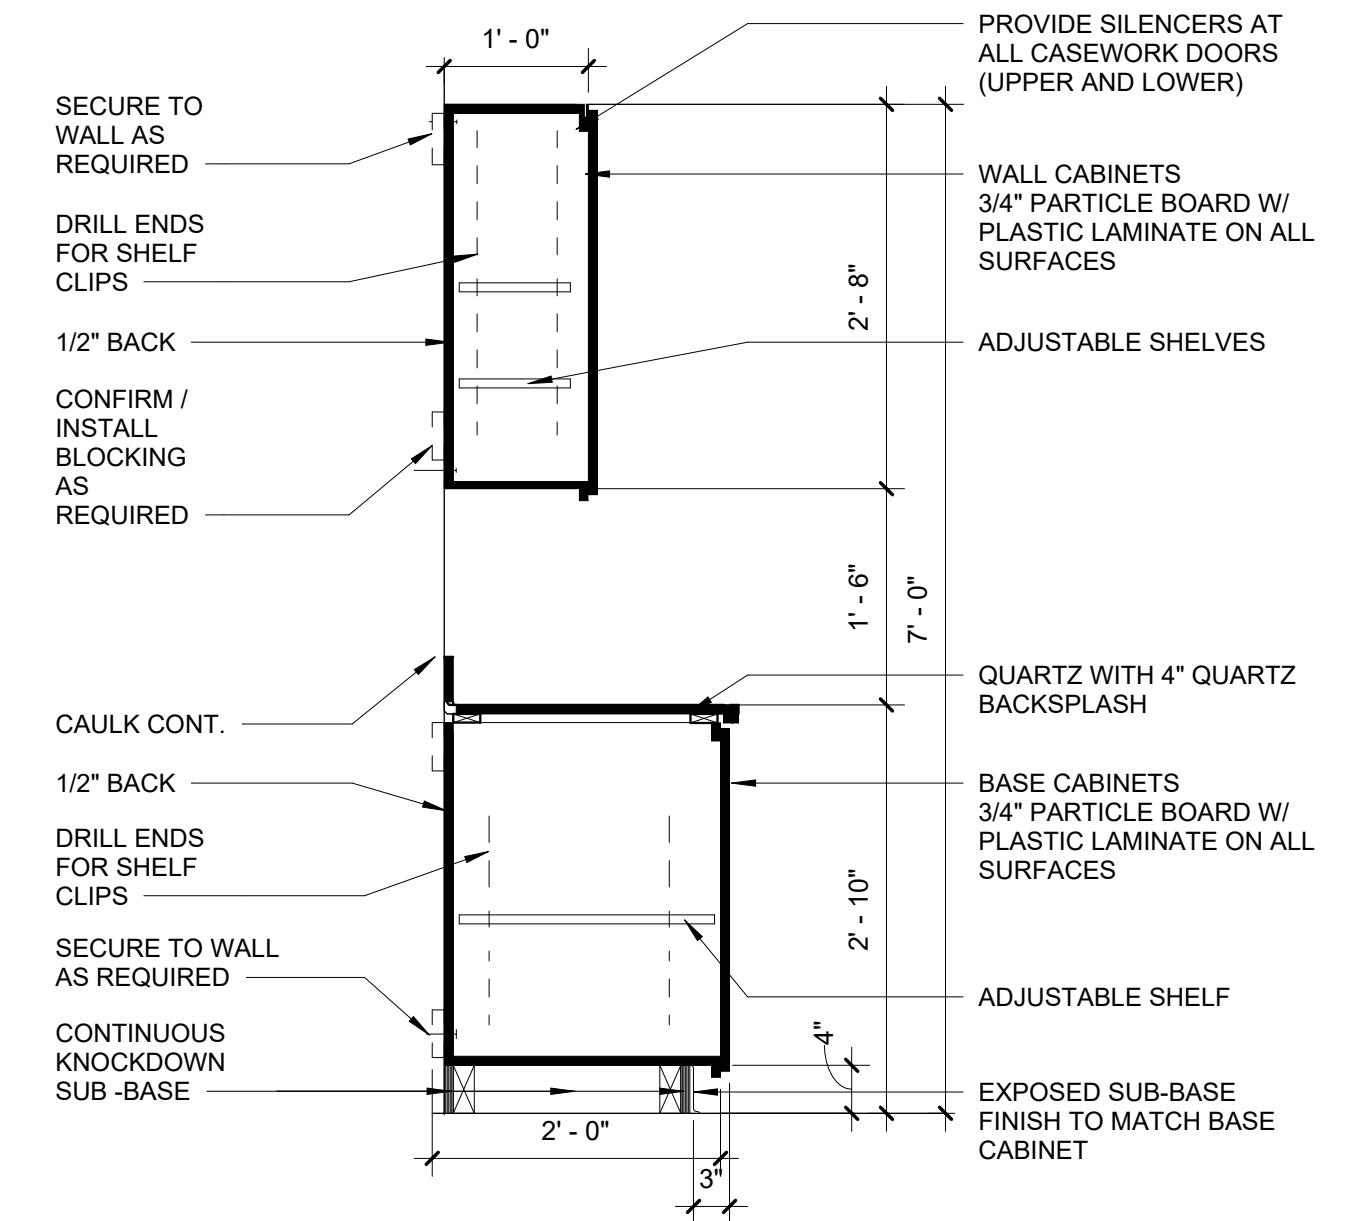 1' - 0"
PROVIDE SILENCERS AT
ALL CASEWORK DOORS
(UPPER AND LOWER)
SECURE TO
WALL AS
REQUIRED
WALL CABINETS
3/4" PARTICLE BOARD W/
PLASTIC LAMINATE ON ALL
SURFACES
DRILL ENDS
FOR SHELF
CLIPS
2' - 8"
1/2" BACK
ADJUSTABLE SHELVES
CONFIRM /
INSTALL
BLOCKING
AS
REQUIRED
1' - 6"
7' - 0"
QUARTZ WITH 4" QUARTZ
BACKSPLASH
CAULK CONT.
1/2" BACK
BASE CABINETS
3/4" PARTICLE BOARD W/
PLASTIC LAMINATE ON ALL
SURFACES
DRILL ENDS
FOR SHELF
CLIPS
2' - 10"
SECURE TO WALL
AS REQUIRED
ADJUSTABLE SHELF
4"
CONTINUOUS
KNOCKDOWN
SUB -BASE
EXPOSED SUB-BASE
FINISH TO MATCH BASE
CABINET
2' - 0"
3"